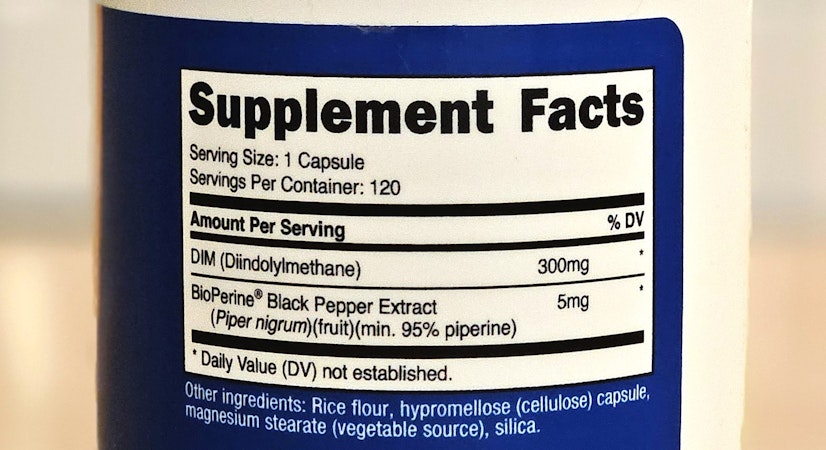 Supplement Facts
Serving Size: 1 Capsule
Servings Per Container: 120
Amount Per Serving % DV
DIM (Diindolylmethane) 300mg *
BioPerine® Black Pepper Extract 5mg *
(Piper nigrum)(fruit)(min. 95% piperine)
* Daily Value (DV) not established.
Other ingredients: Rice flour, hypromellose (cellulose) capsule,
magnesium stearate (vegetable source), silica.